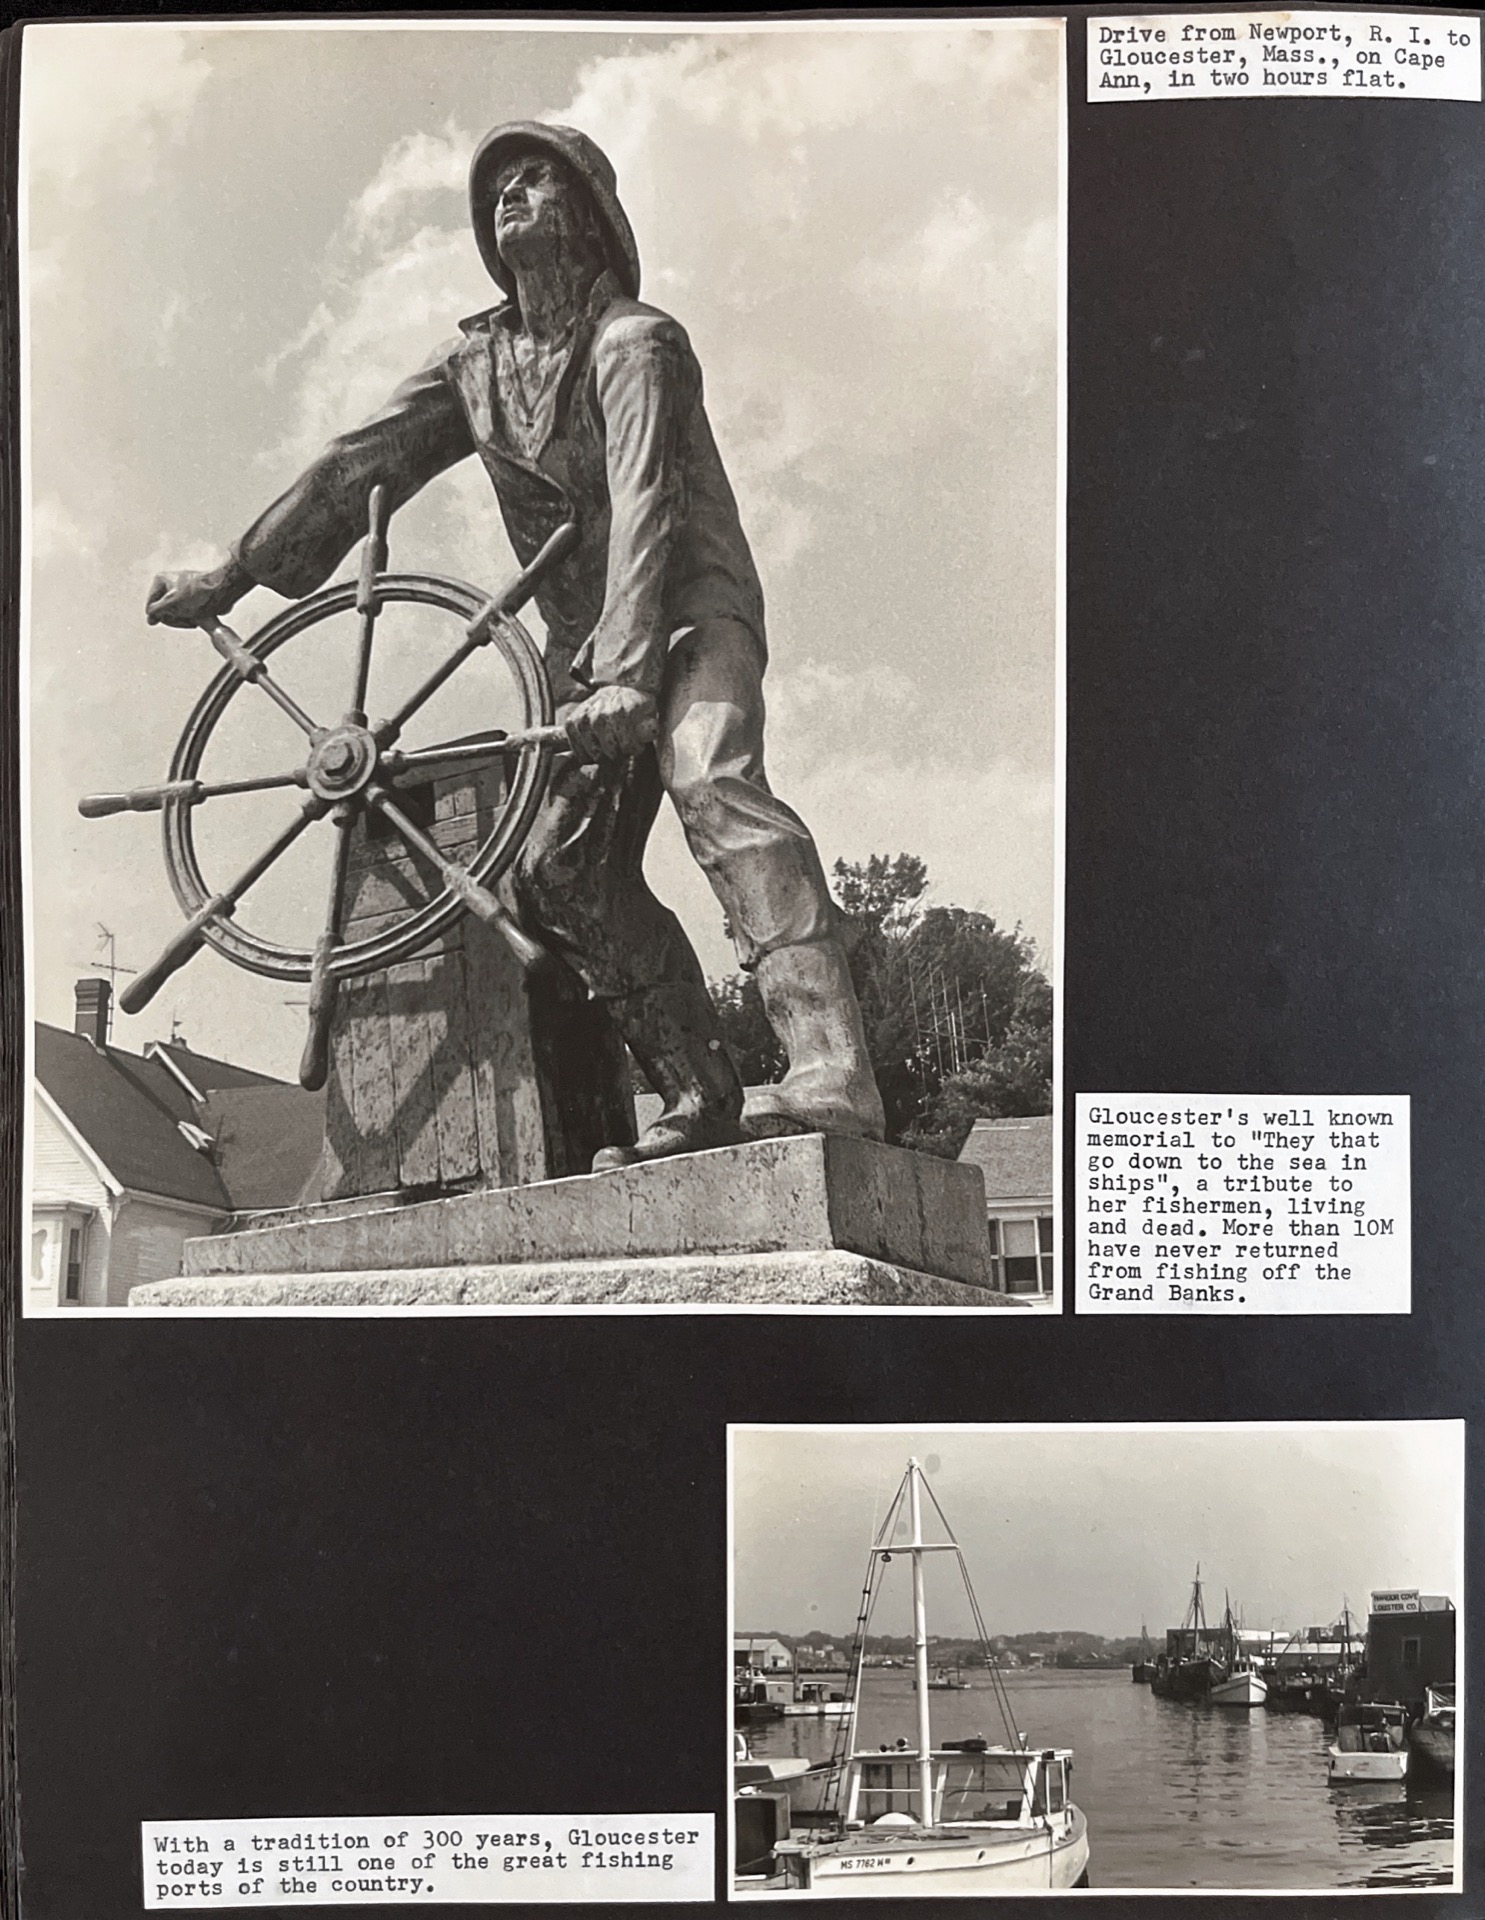 Drive from Newport, R. I. to
Gloucester, Mass., on Cape
Ann, in two hours flat.
Gloucester's well known
memorial to "They that
go down to the sea in
ships", a tribute to
her fishermen, living
and dead. More than 10M
have never returned
from fishing off the
Grand Banks.
HARBOR COVE
LOBSTER CO.
MS 7782 W
With a tradition of 300 years, Gloucester
today is still one of the great fishing
ports of the country.